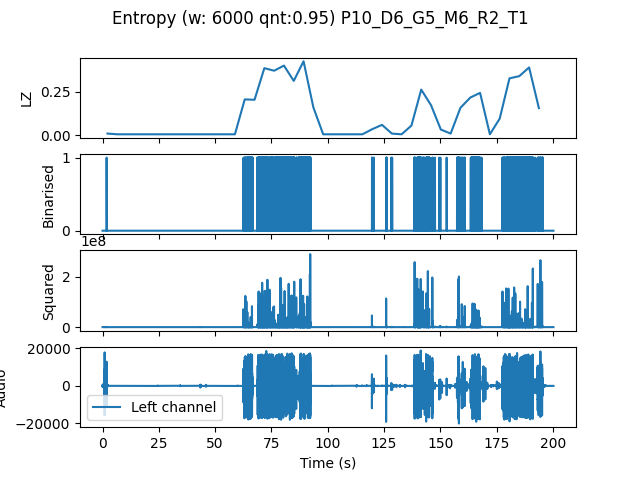 Entropy (w: 6000 qnt:0.95) P10_D6_G5_M6_R2_T1
LZ
0.25
0.00
Binarised
1
0
1e8
Squared
2
0
Audio
20000
0
−20000
Left channel
0 25 50 75 100 125 150 175 200
Time (s)